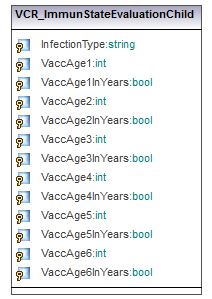 VCR_ImmunStateEvaluationChild
InfectionType:string
VaccAge1:int
VaccAge1InYears:bool
VaccAge2:int
VaccAge2InYears:bool
VaccAge3:int
VaccAge3InYears:bool
VaccAge4:int
VaccAge4InYears:bool
VaccAge5:int
VaccAge5InYears:bool
VaccAge6:int
VaccAge6InYears:bool